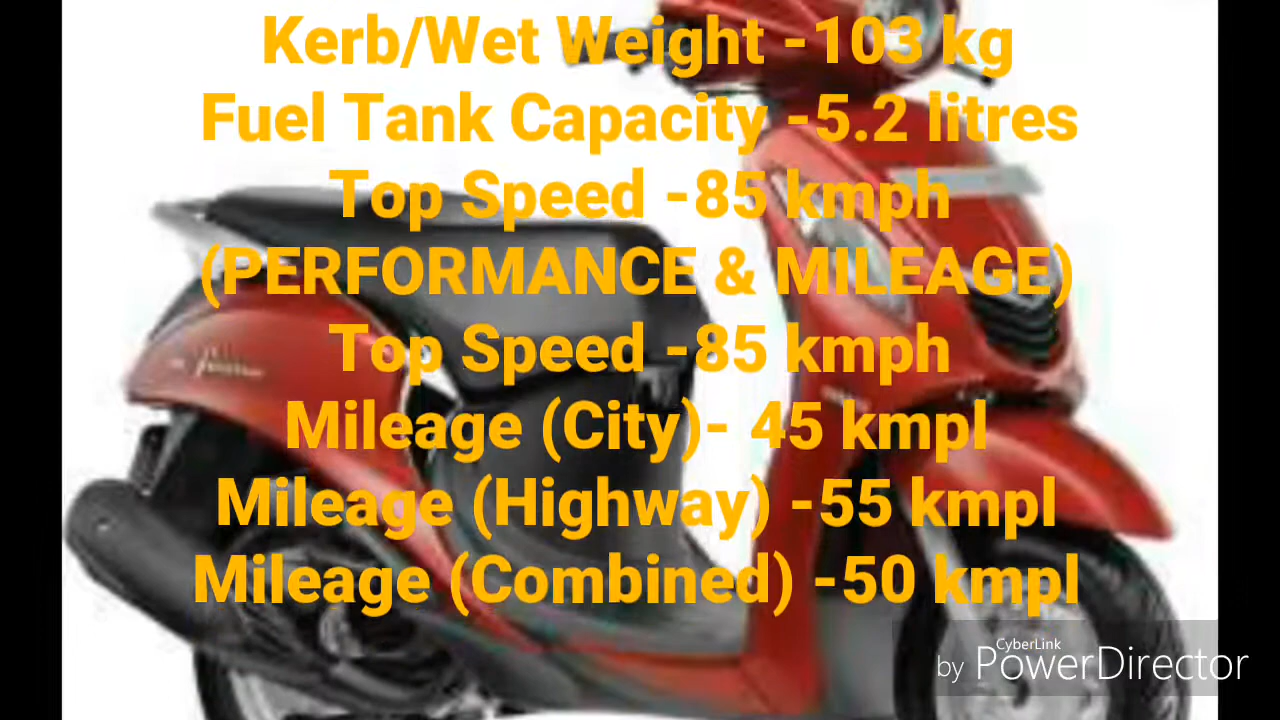 Kerb/Wet Weight -103 kg
Fuel Tank Capacity -5.2 litres
Top Speed -85 kmph
(PERFORMANCE & MILEAGE)
Top Speed -85 kmph
Mileage (City)- 45 kmpl
Mileage (Highway) -55 kmpl
Mileage (Combined) -50 kmpl
CyberLink
by PowerDirector